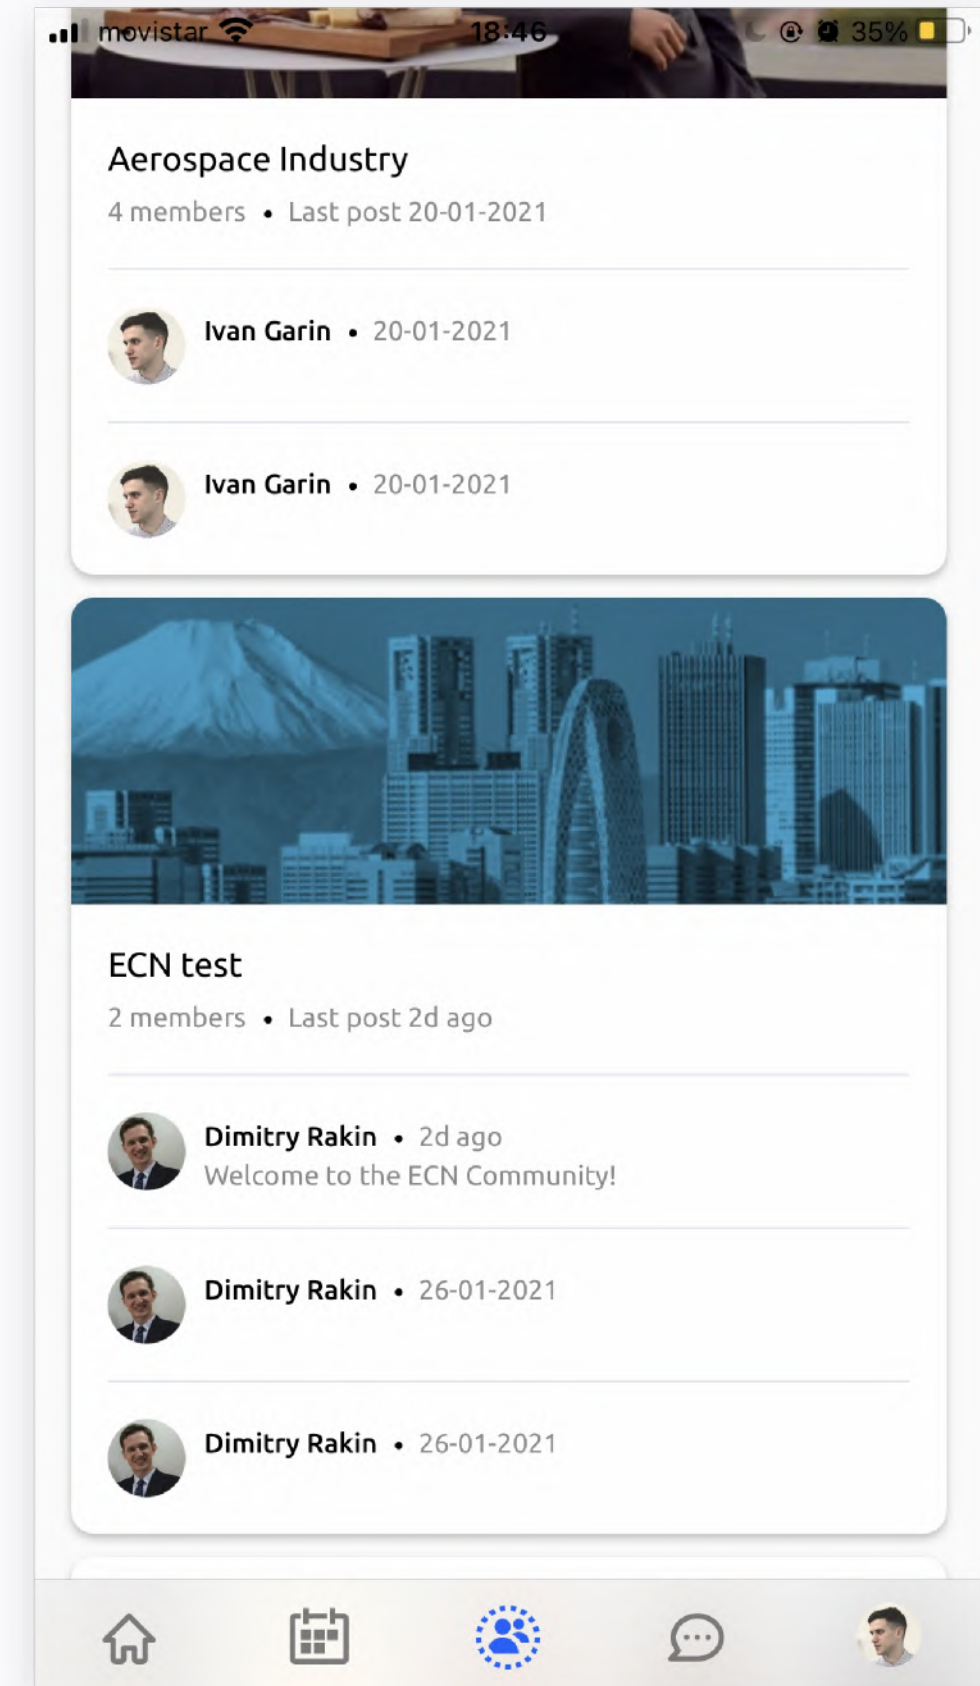 movistar 18:46 35%
Aerospace Industry
4 members • Last post 20-01-2021
Ivan Garin • 20-01-2021
Ivan Garin • 20-01-2021
ECN test
2 members • Last post 2d ago
Dimitry Rakin • 2d ago
Welcome to the ECN Community!
Dimitry Rakin • 26-01-2021
Dimitry Rakin • 26-01-2021